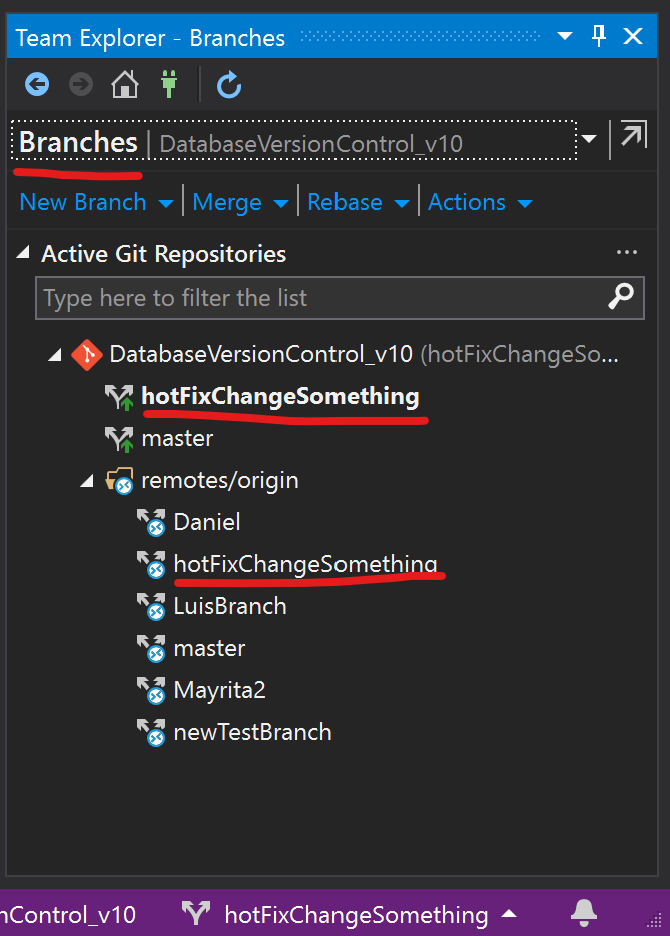 Team Explorer - Branches
Branches | DatabaseVersionControl_v10
New Branch | Merge | Rebase | Actions
Active Git Repositories ...
Type here to filter the list
DatabaseVersionControl_v10 (hotFixChangeSo...
hotFixChangeSomething
master
remotes/origin
Daniel
hotFixChangeSomething
LuisBranch
master
Mayrita2
newTestBranch
nControl_v10 hotFixChangeSomething